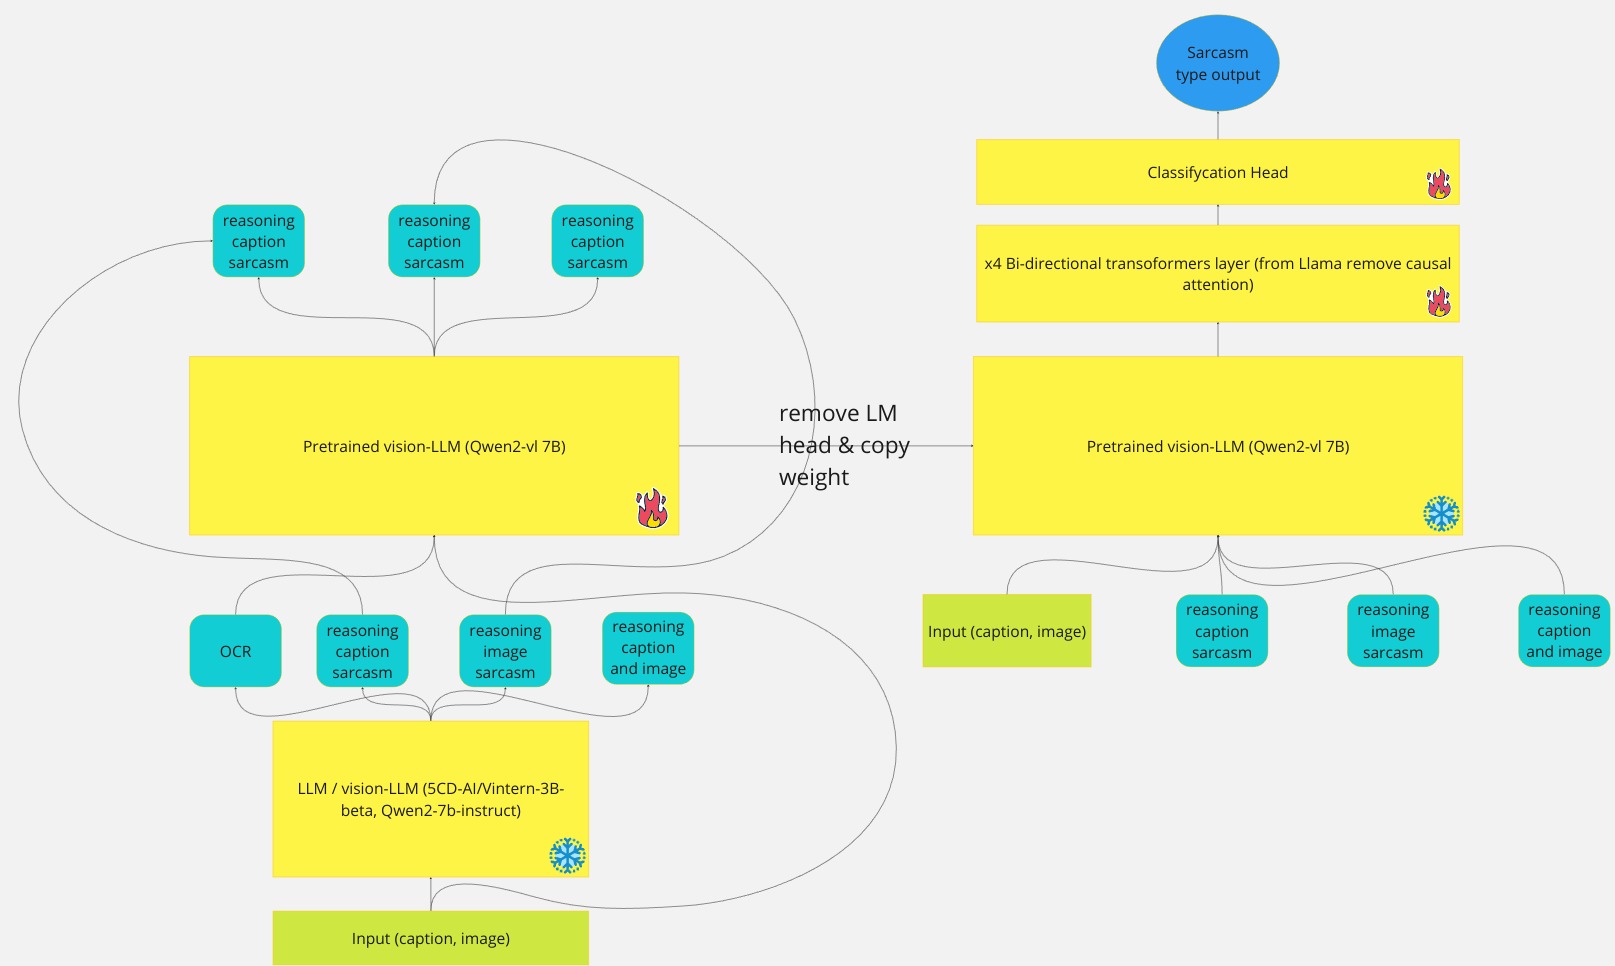 Sarcasm
type output
Classifycation Head
x4 Bi-directional transoformers layer (from Llama remove causal
attention)
reasoning
caption
sarcasm
reasoning
caption
sarcasm
reasoning
caption
sarcasm
Pretrained vision-LLM (Qwen2-vl 7B)
remove LM
head & copy
weight
Pretrained vision-LLM (Qwen2-vl 7B)
OCR
reasoning
caption
sarcasm
reasoning
image
sarcasm
reasoning
caption
and image
Input (caption, image)
reasoning
caption
sarcasm
reasoning
image
sarcasm
reasoning
caption
and image
LLM / vision-LLM (5CD-AI/Vintern-3B-
beta, Qwen2-7b-instruct)
Input (caption, image)